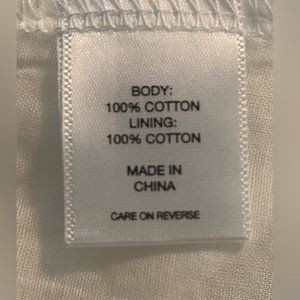 BODY:
100% COTTON
LINING:
100% COTTON
MADE IN
CHINA
CARE ON REVERSE